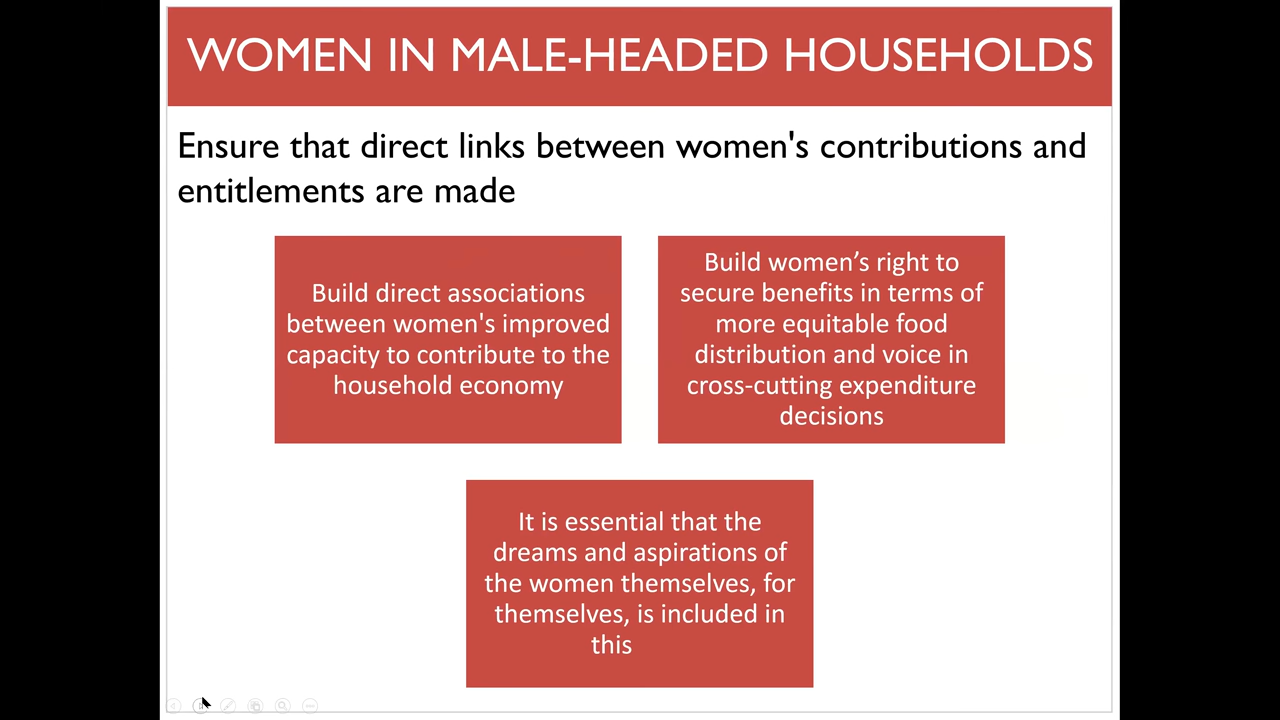 WOMEN IN MALE-HEADED HOUSEHOLDS
Ensure that direct links between women's contributions and
entitlements are made
Build direct associations
between women's improved
capacity to contribute to the
household economy
Build women’s right to
secure benefits in terms of
more equitable food
distribution and voice in
cross-cutting expenditure
decisions
It is essential that the
dreams and aspirations of
the women themselves, for
themselves, is included in
this